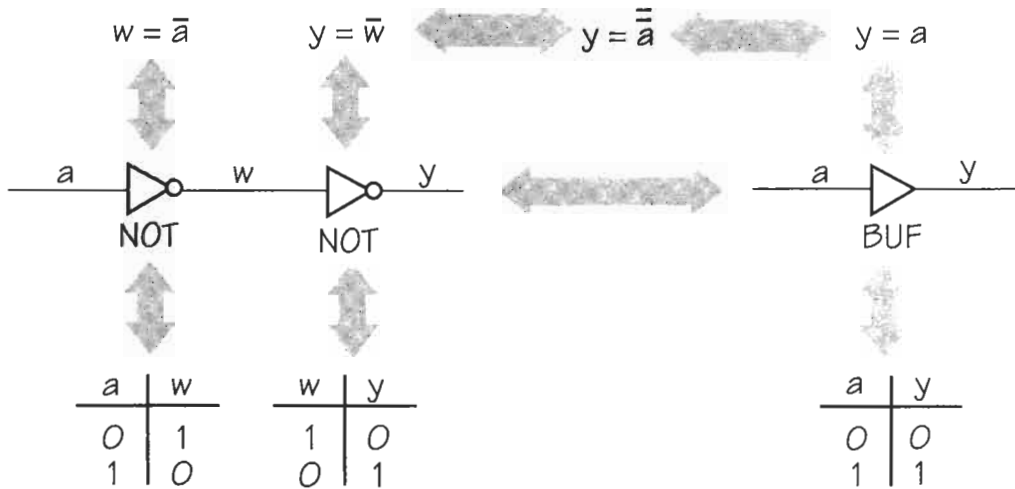 w = a̅ y = w̅ y = a̿ y = a
a w y a y
NOT NOT BUF
a w w y a y
0 1 1 0 0 0
1 0 0 1 1 1